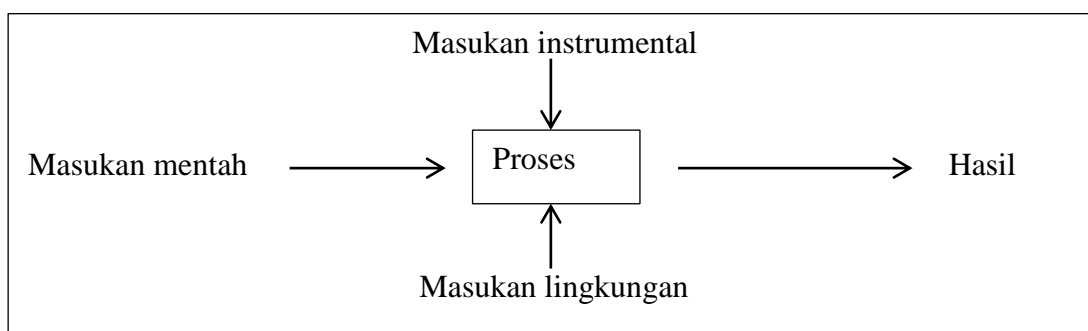 Masukan instrumental
Masukan mentah
Proses
Hasil
Masukan lingkungan